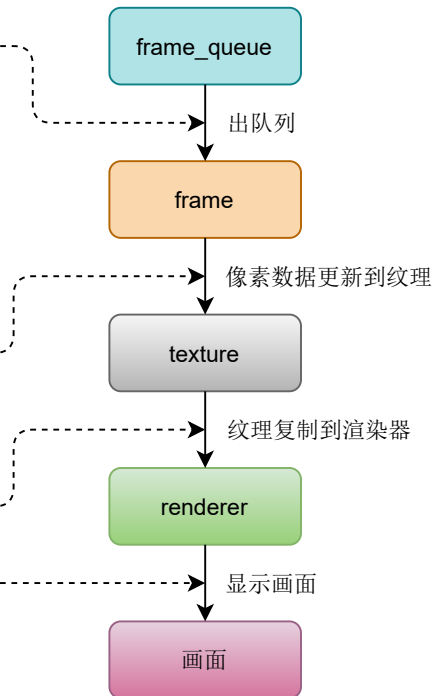 frame_queue
出队列
frame
像素数据更新到纹理
texture
纹理复制到渲染器
renderer
显示画面
画面